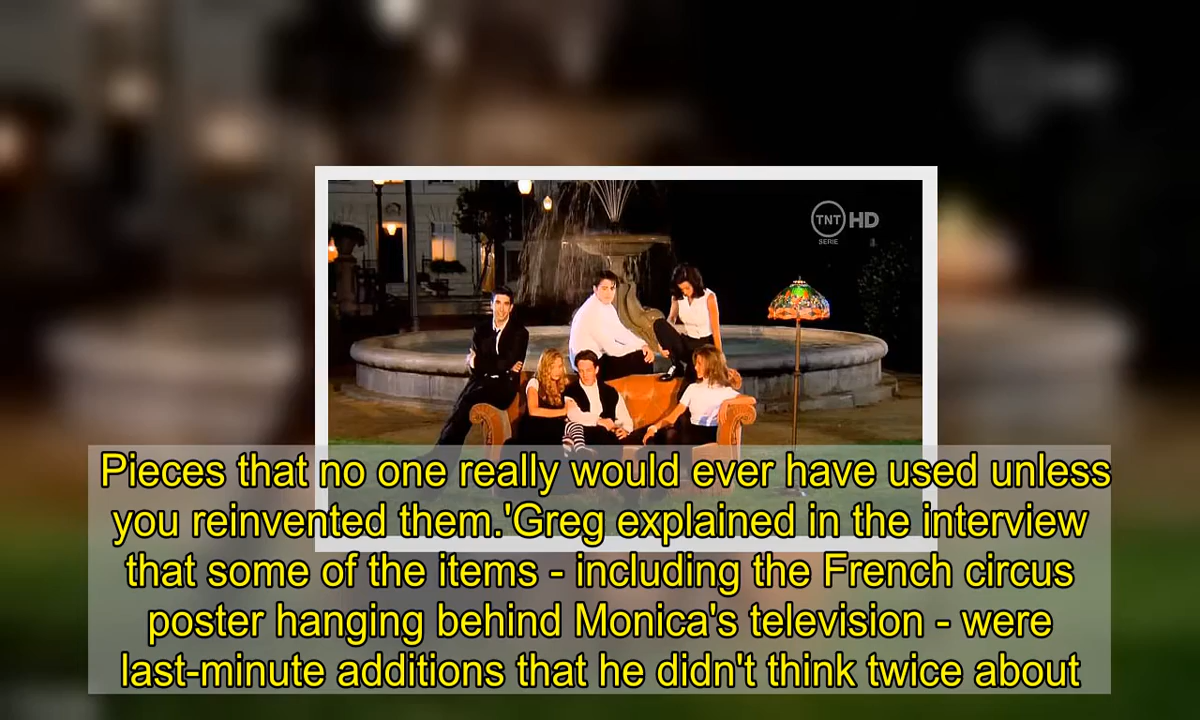 TNT HD
SERIE
Pieces that no one really would ever have used unless
you reinvented them.'Greg explained in the interview
that some of the items - including the French circus
poster hanging behind Monica's television - were
last-minute additions that he didn't think twice about